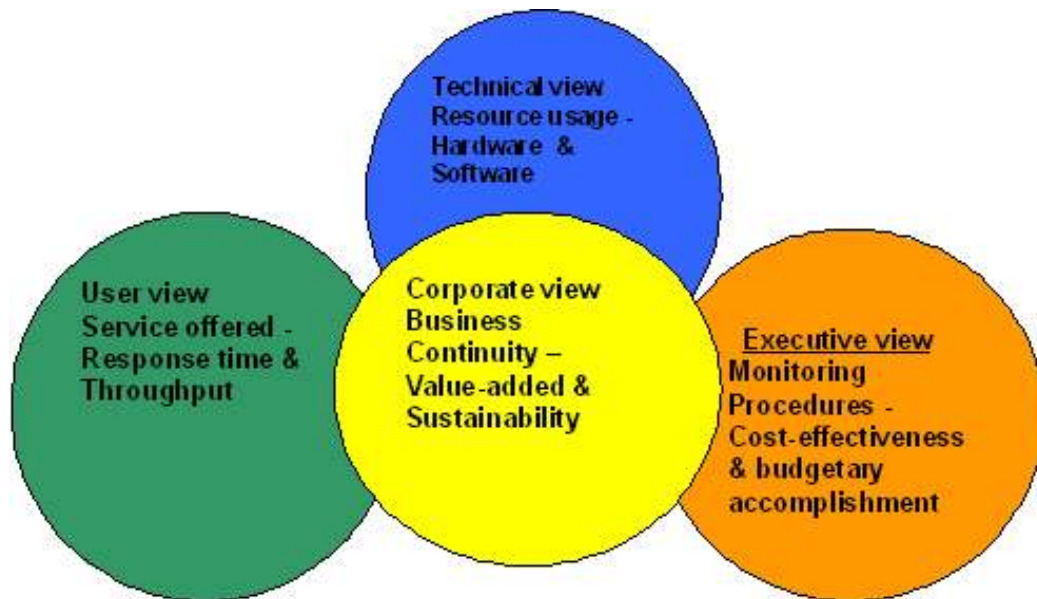 Technical view
Resource usage -
Hardware &
Software
User view
Service offered -
Response time &
Throughput
Corporate view
Business
Continuity –
Value-added &
Sustainability
Executive view
Monitoring
Procedures -
Cost-effectiveness
& budgetary
accomplishment